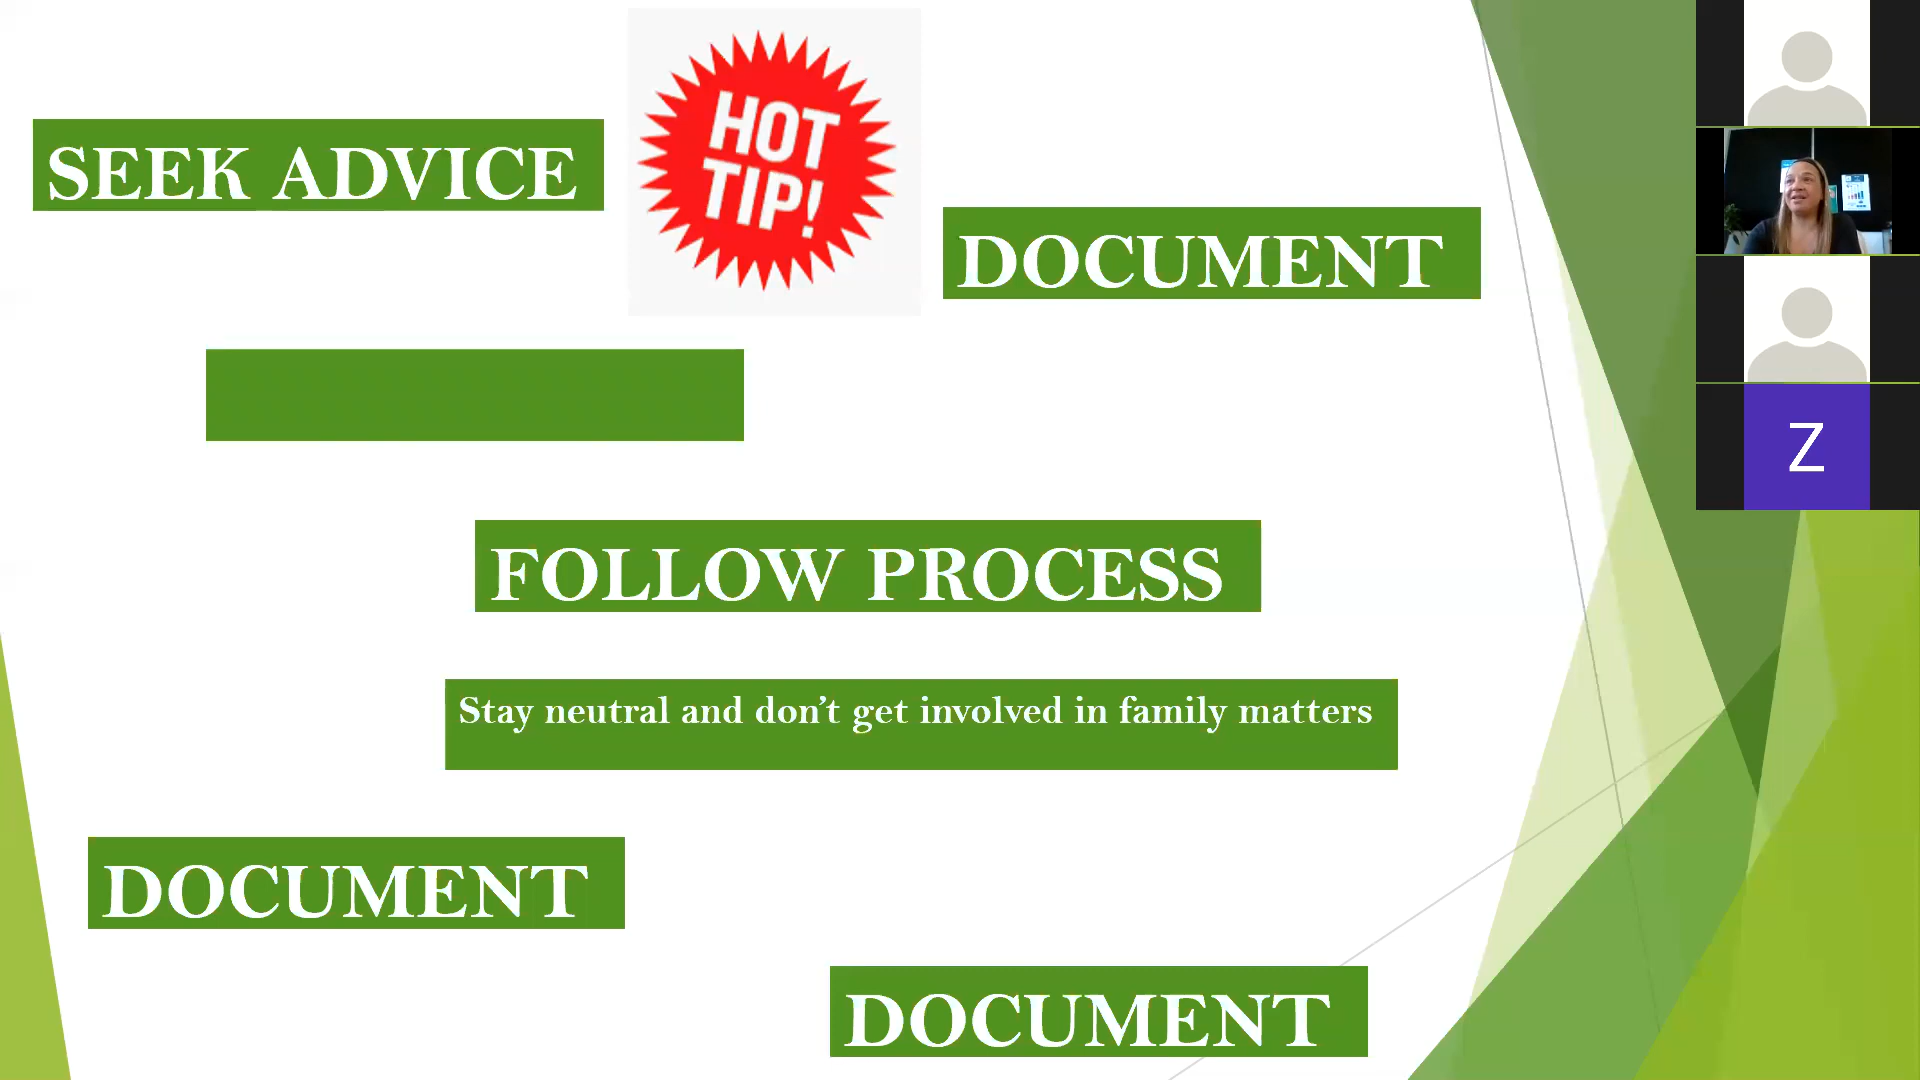 SEEK ADVICE
HOT
TIP!
DOCUMENT
FOLLOW PROCESS
Stay neutral and don't get involved in family matters
DOCUMENT
DOCUMENT
Z